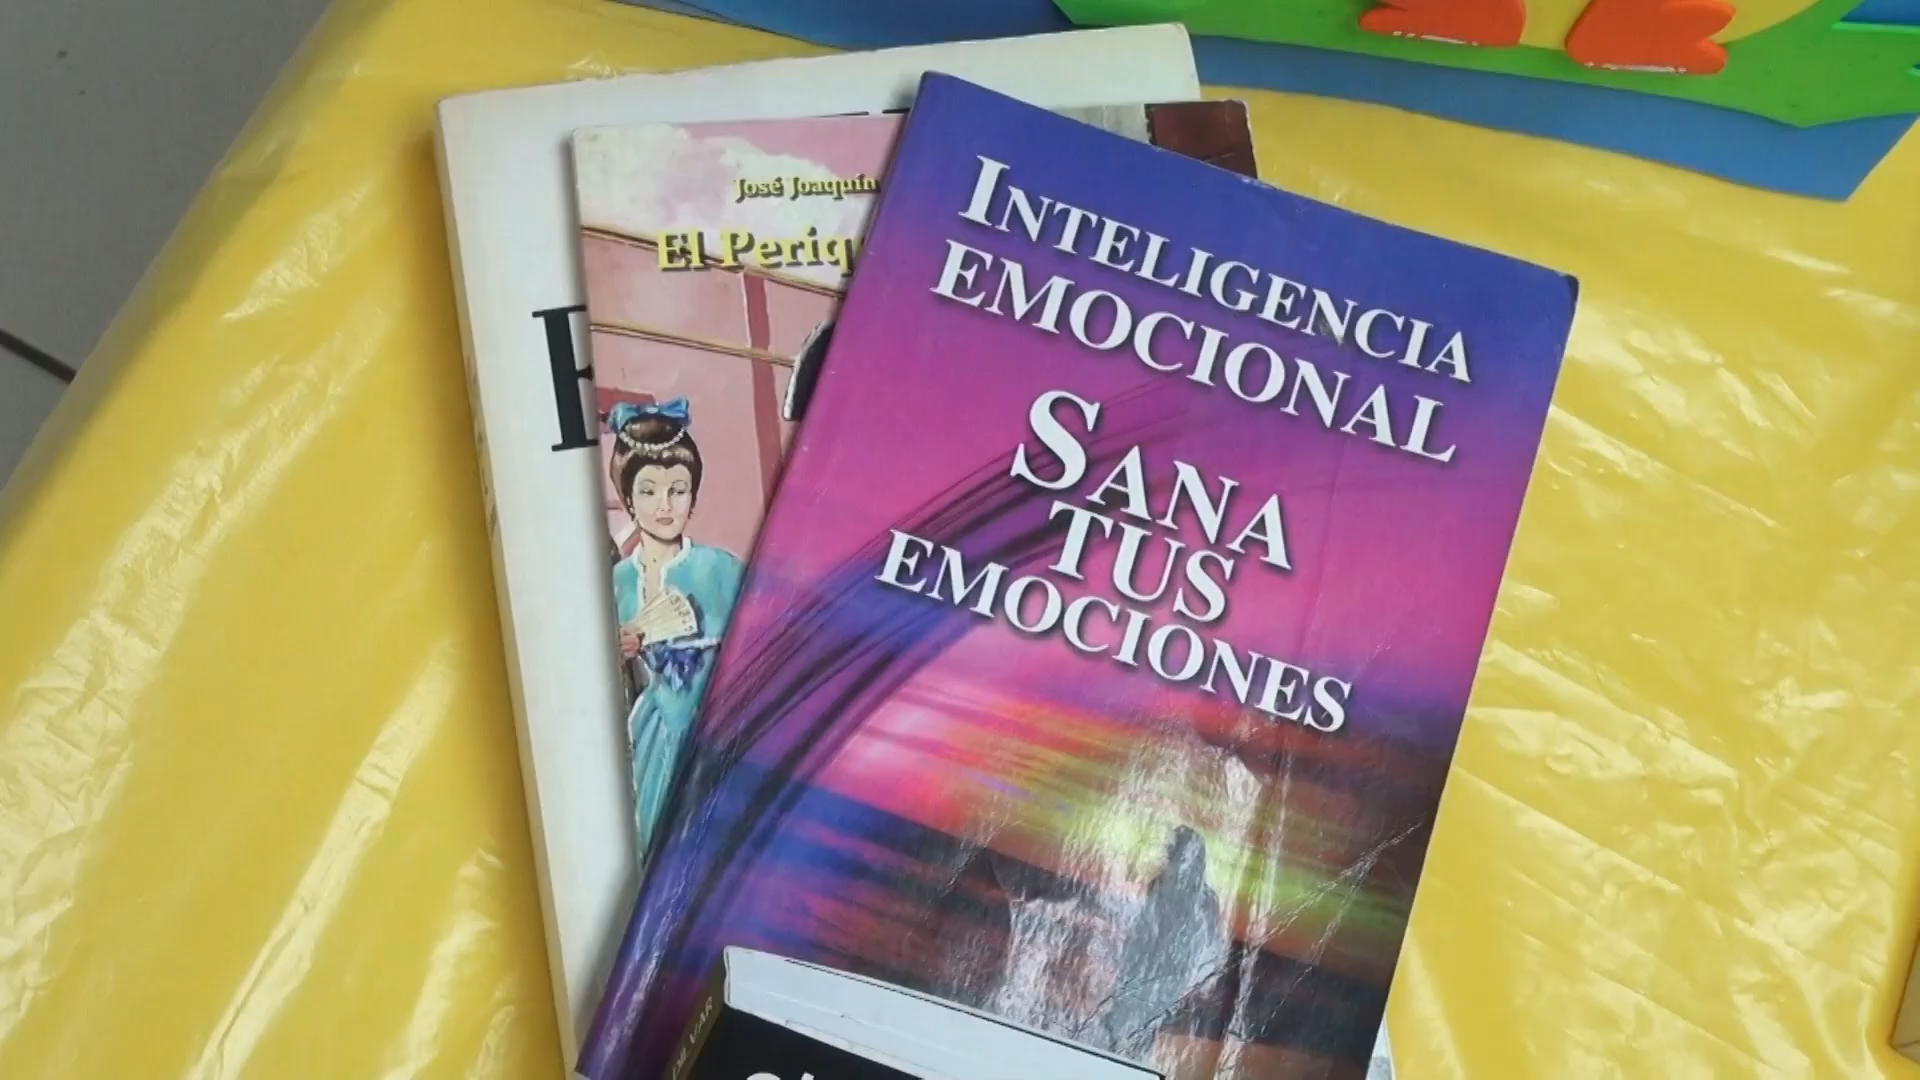 José Joaquín
El Periq
INTELIGENCIA
EMOCIONAL
SANA
TUS
EMOCIONES